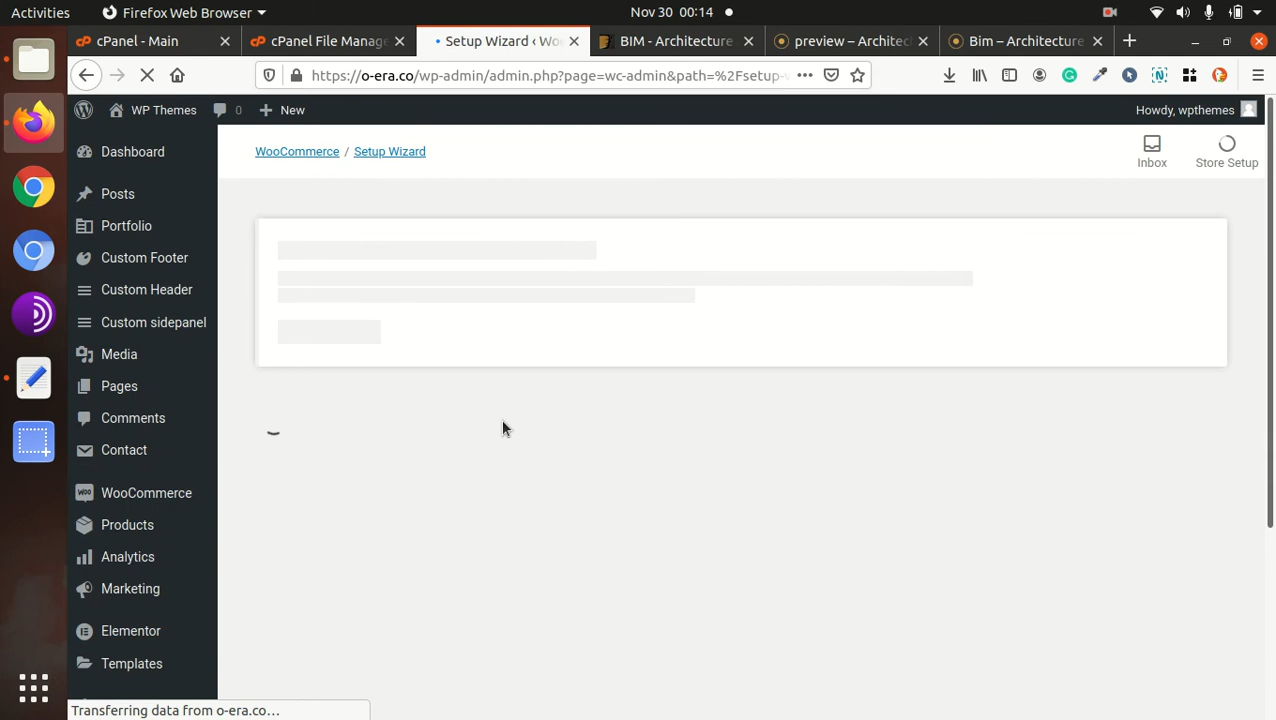 Activities
Firefox Web Browser
Nov 30 00:14
cPanel - Main
cPanel File Manage
Setup Wizard ‹ Woo
BIM - Architecture
preview – Architect
Bim – Architecture
https://o-era.co/wp-admin/admin.php?page=wc-admin&path=%2Fsetup-w
WP Themes
0
New
Howdy, wpthemes
WooCommerce / Setup Wizard
Inbox
Store Setup
Dashboard
Posts
Portfolio
Custom Footer
Custom Header
Custom sidepanel
Media
Pages
Comments
Contact
WooCommerce
Products
Analytics
Marketing
Elementor
Templates
Transferring data from o-era.co…